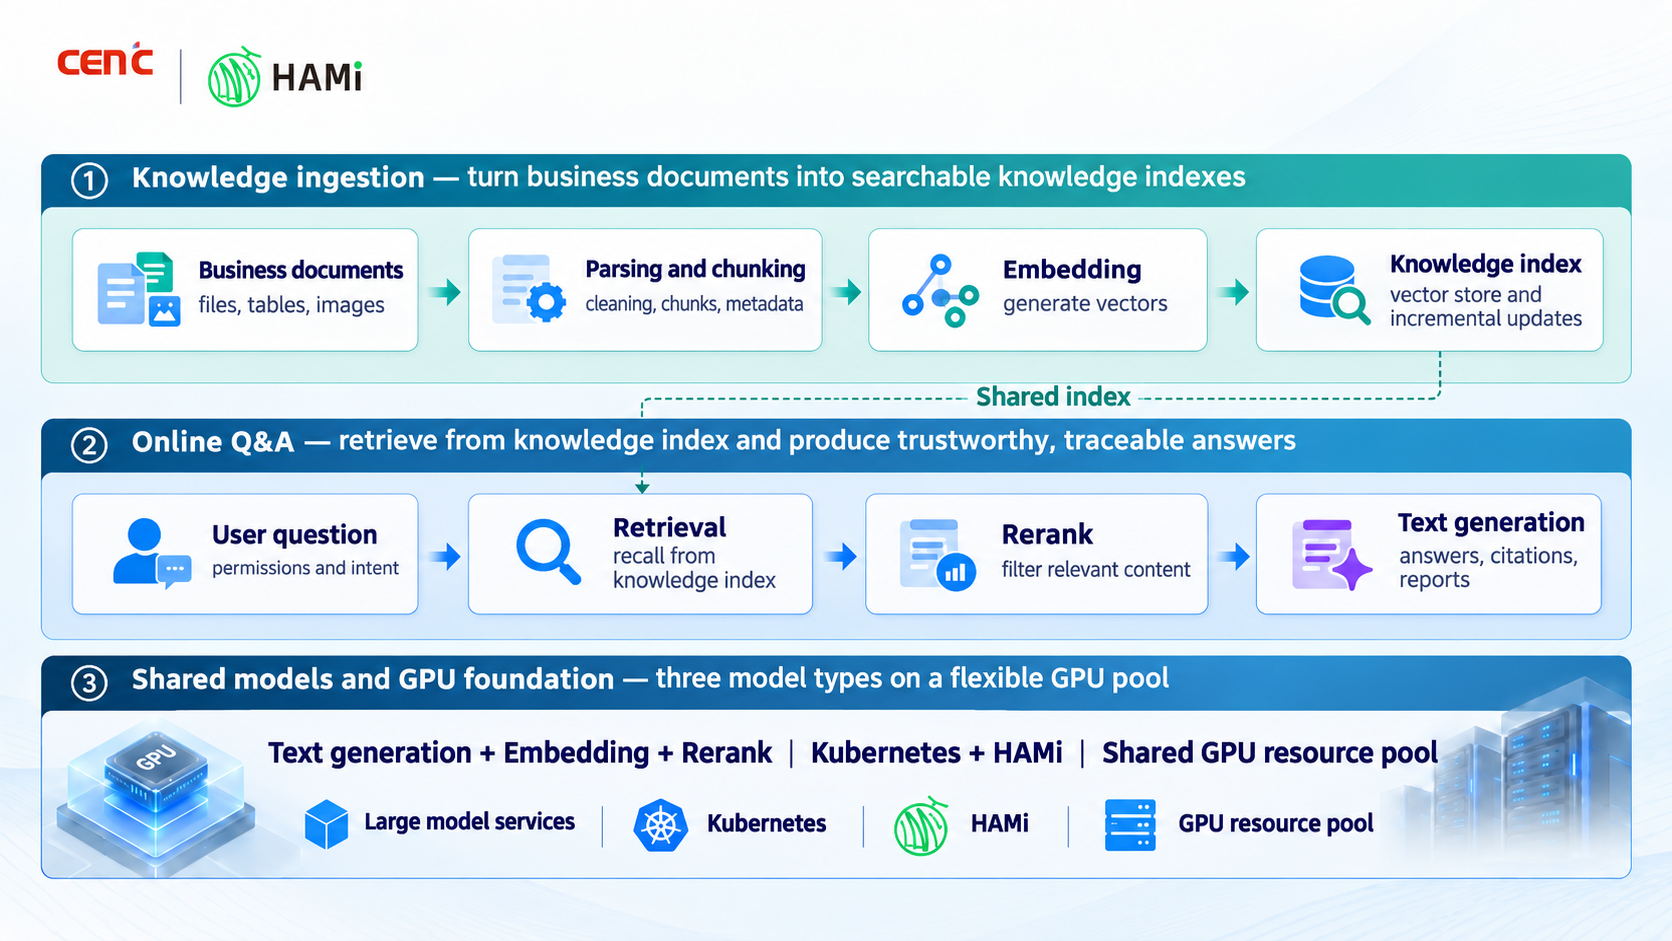 cenc
HAMi
1 Knowledge ingestion — turn business documents into searchable knowledge indexes
Business documents
files, tables, images
Parsing and chunking
cleaning, chunks, metadata
Embedding
generate vectors
Knowledge index
vector store and
incremental updates
Shared index
2 Online Q&A — retrieve from knowledge index and produce trustworthy, traceable answers
User question
permissions and intent
Retrieval
recall from
knowledge index
Rerank
filter relevant content
Text generation
answers, citations,
reports
3 Shared models and GPU foundation — three model types on a flexible GPU pool
GPU
Text generation + Embedding + Rerank | Kubernetes + HAMi | Shared GPU resource pool
Large model services
Kubernetes
HAMi
GPU resource pool